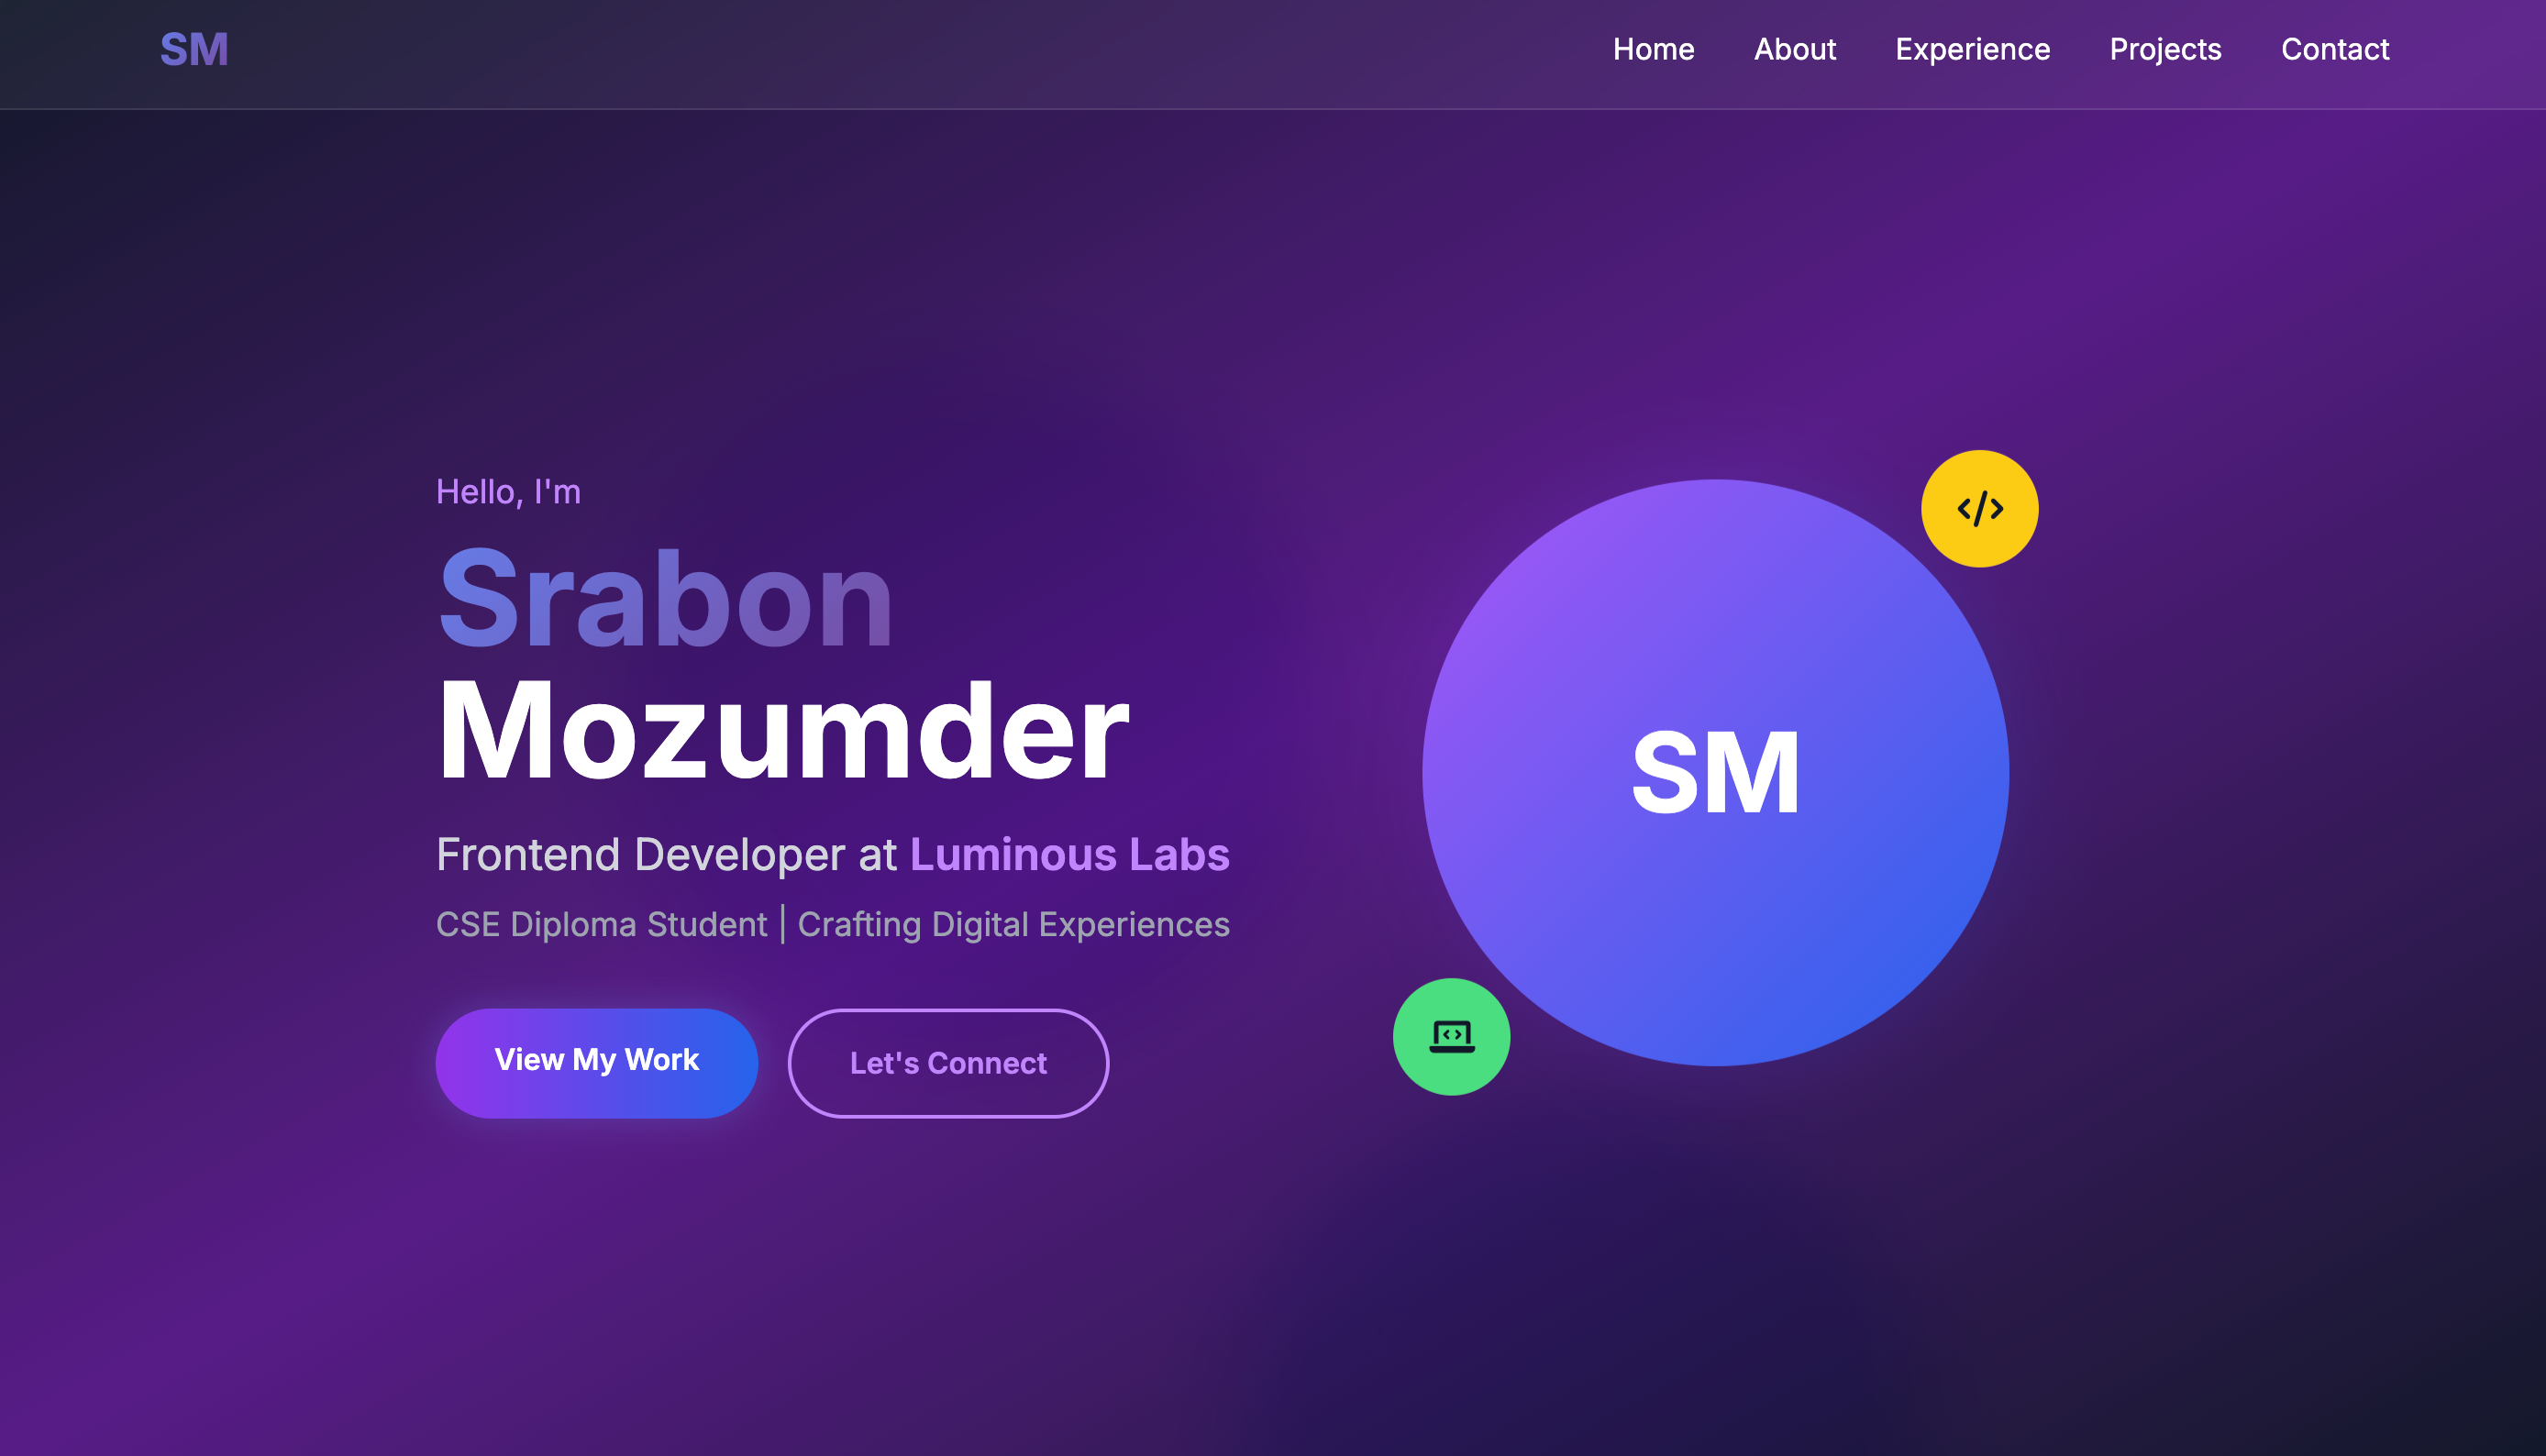 SM
Home
About
Experience
Projects
Contact
Hello, I'm
Srabon
Mozumder
Frontend Developer at Luminous Labs
CSE Diploma Student | Crafting Digital Experiences
View My Work
Let's Connect
SM